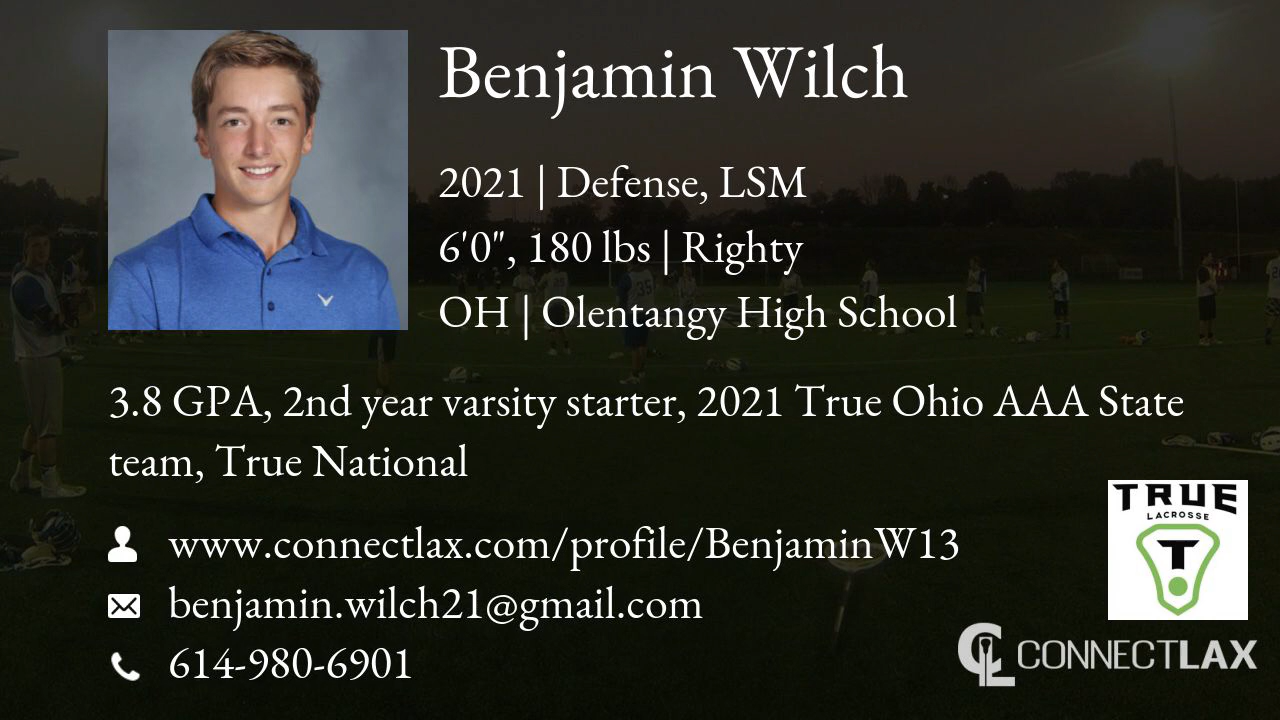 Benjamin Wilch
2021 | Defense, LSM
6'0", 180 lbs | Righty
OH | Olentangy High School
3.8 GPA, 2nd year varsity starter, 2021 True Ohio AAA State
team, True National
www.connectlax.com/profile/BenjaminW13
benjamin.wilch21@gmail.com
614-980-6901
TRUE
LACROSSE
T
CL CONNECTLAX
35